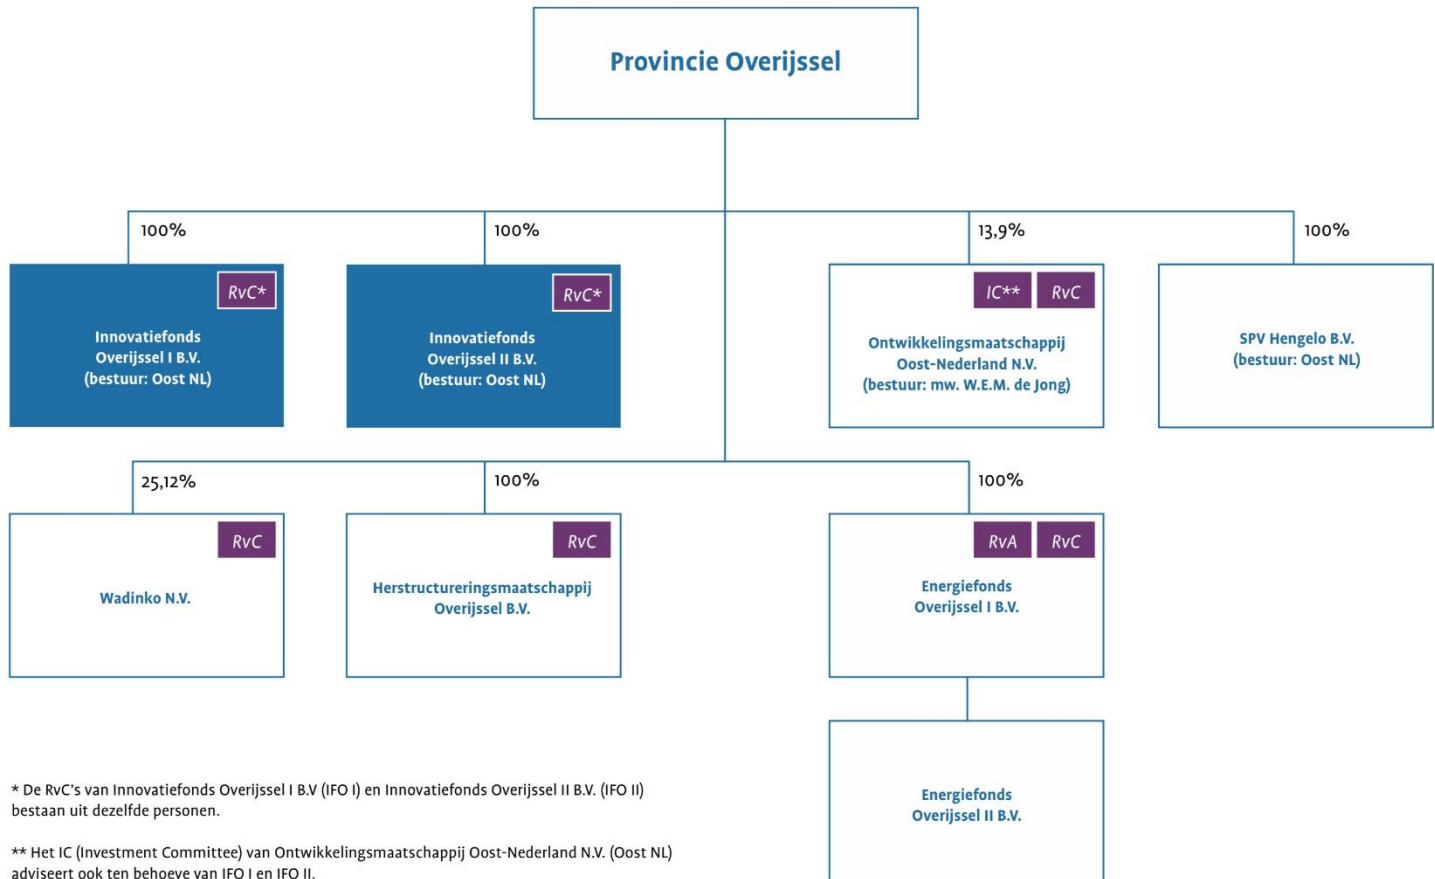 Provincie Overijssel
100%
100%
13,9%
100%
RvC*
Innovatiefonds
Overijssel I B.V.
(bestuur: Oost NL)
RvC*
Innovatiefonds
Overijssel II B.V.
(bestuur: Oost NL)
IC**
RvC
Ontwikkelingsmaatschappij
Oost-Nederland N.V.
(bestuur: mw. W.E.M. de Jong)
SPV Hengelo B.V.
(bestuur: Oost NL)
25,12%
100%
100%
RvC
Wadinko N.V.
RvC
Herstructureringsmaatschappij
Overijssel B.V.
RvA
RvC
Energiefonds
Overijssel I B.V.
Energiefonds
Overijssel II B.V.
* De RvC's van Innovatiefonds Overijssel I B.V (IFO I) en Innovatiefonds Overijssel II B.V. (IFO II)
bestaan uit dezelfde personen.
** Het IC (Investment Committee) van Ontwikkelingsmaatschappij Oost-Nederland N.V. (Oost NL)
adviseert ook ten behoeve van IFO I en IFO II.